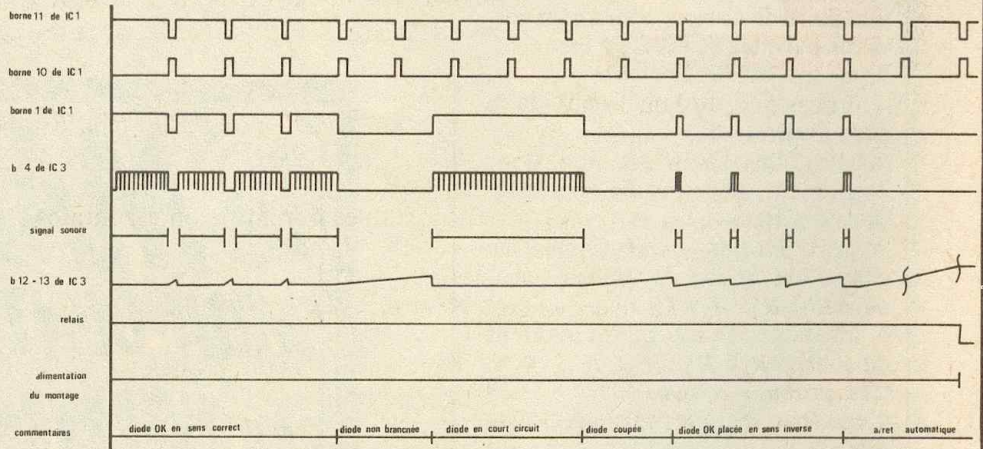 borne 11 de IC 1
borne 10 de IC 1
borne 1 de IC 1
b 4 de IC 3
signal sonore
b 12 - 13 de IC 3
relais
alimentation
du montage
commentaires
diode OK en sens correct
diode non brancnée
diode en court circuit
diode coupée
diode OK placée en sens inverse
arret automatique